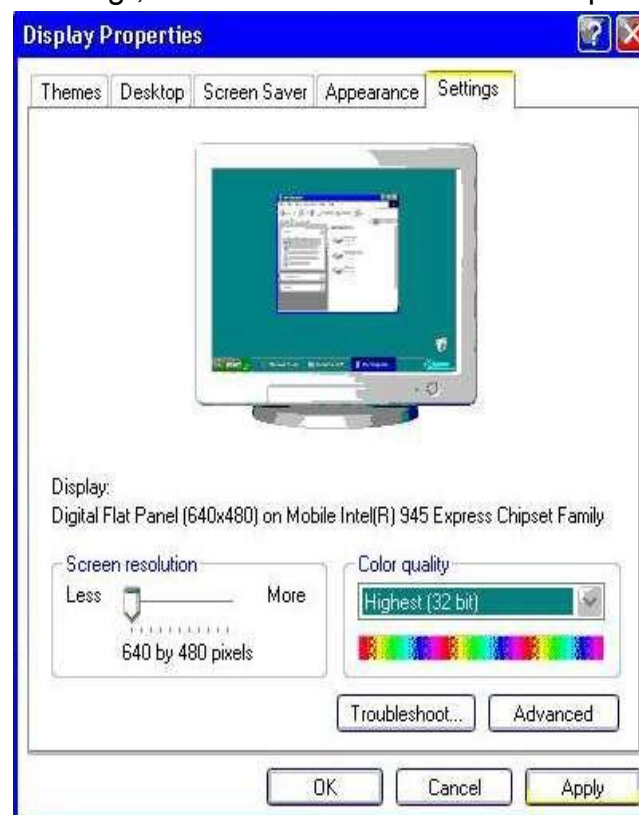 Display Properties
Themes Desktop Screen Saver Appearance Settings
Display:
Digital Flat Panel (640x480) on Mobile Intel(R) 945 Express Chipset Family
Screen resolution
Less More
640 by 480 pixels
Color quality
Highest (32 bit)
Troubleshoot... Advanced
OK Cancel Apply